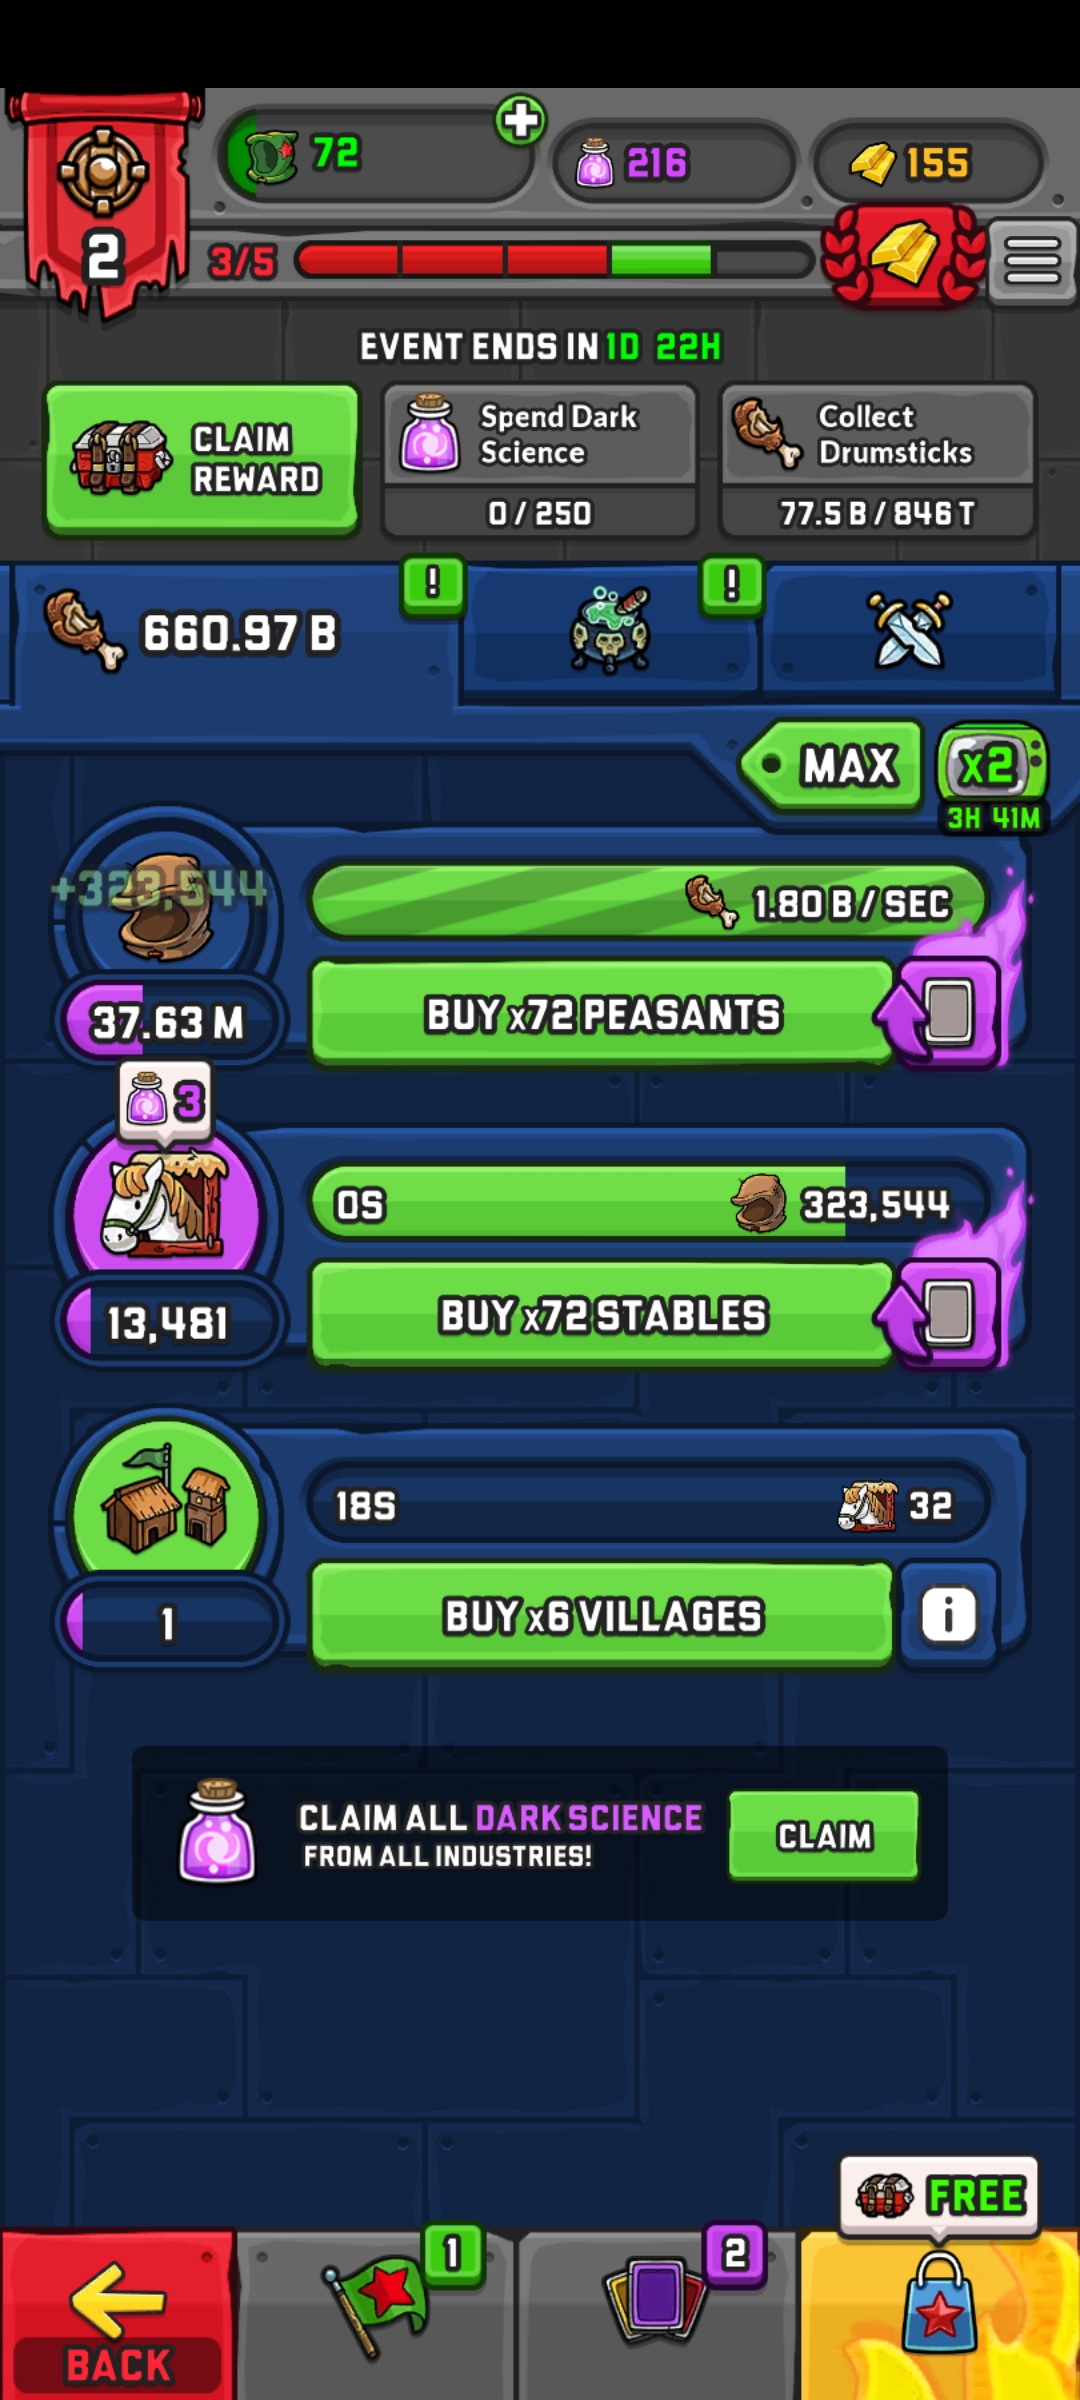 72
216
155
2
3/5
EVENT ENDS IN 1D 22H
CLAIM
REWARD
Spend Dark
Science
0 / 250
Collect
Drumsticks
77.5 B / 846 T
660.97 B
!
!
MAX
x2
3H 41M
+323,544
1.80 B / SEC
37.63 M
BUY x72 PEASANTS
3
0S
323,544
13,481
BUY x72 STABLES
18S
32
1
BUY x6 VILLAGES
i
CLAIM ALL DARK SCIENCE
FROM ALL INDUSTRIES!
CLAIM
FREE
1
2
BACK